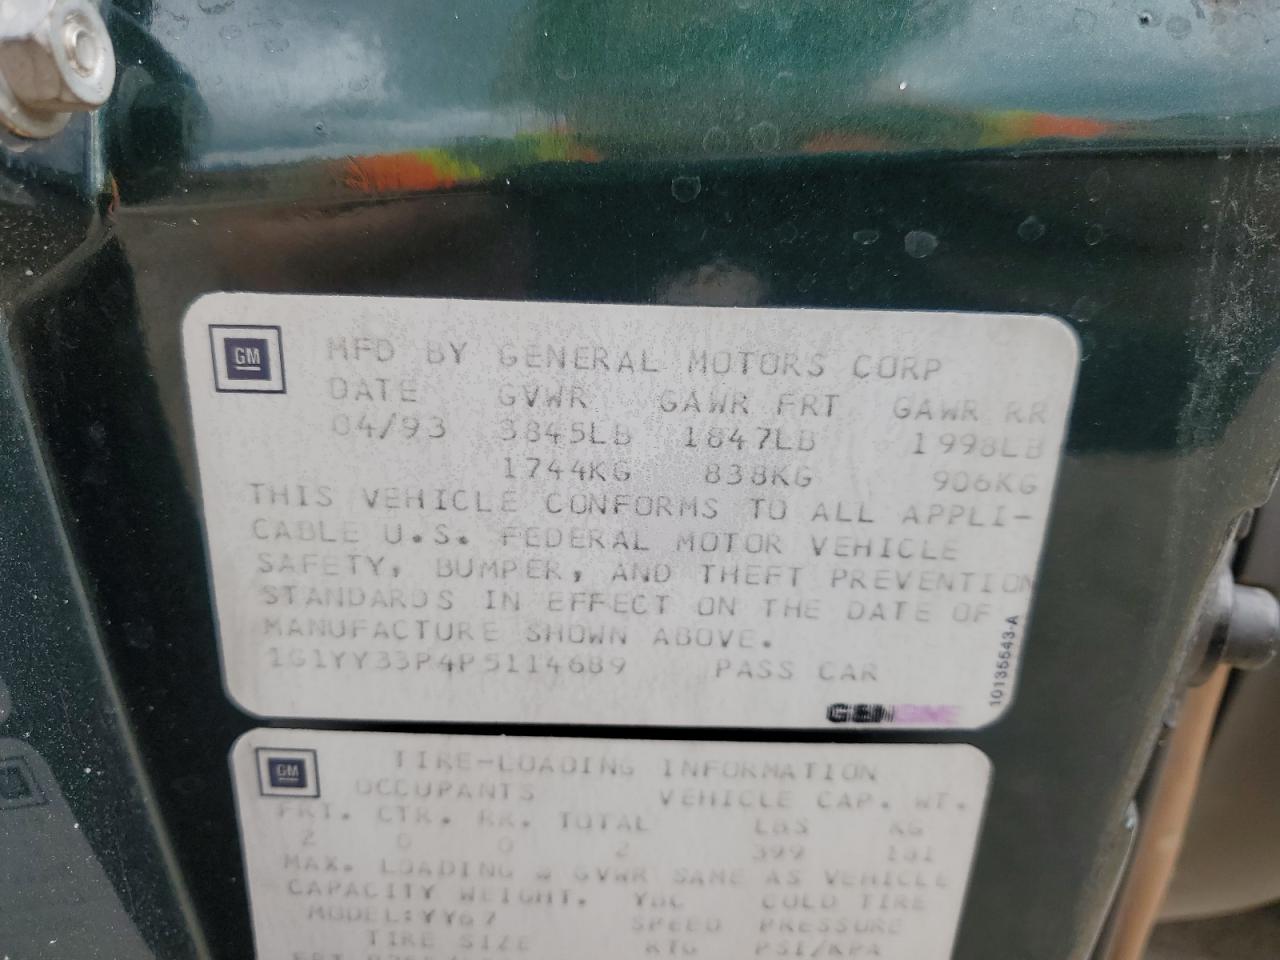 GM
MFD BY GENERAL MOTORS CORP
DATE GVWR GAWR FRT GAWR RR
04/93 3845LB 1847LB 1998LB
1744KG 838KG 906KG
THIS VEHICLE CONFORMS TO ALL APPLI-
CABLE U.S. FEDERAL MOTOR VEHICLE
SAFETY, BUMPER, AND THEFT PREVENTION
STANDARDS IN EFFECT ON THE DATE OF
MANUFACTURE SHOWN ABOVE.
1G1YY33P4P5114689 PASS CAR
10135543-A
GM
TIRE-LOADING INFORMATION
OCCUPANTS VEHICLE CAP. WT.
FRT. CTR. RR. TOTAL LBS KG
2 0 0 2 399 181
MAX. LOADING @ GVWR SAME AS VEHICLE
CAPACITY WEIGHT. COLD TIRE
MODEL:YY67 SPEED PRESSURE
TIRE SIZE RTG PSI/KPA